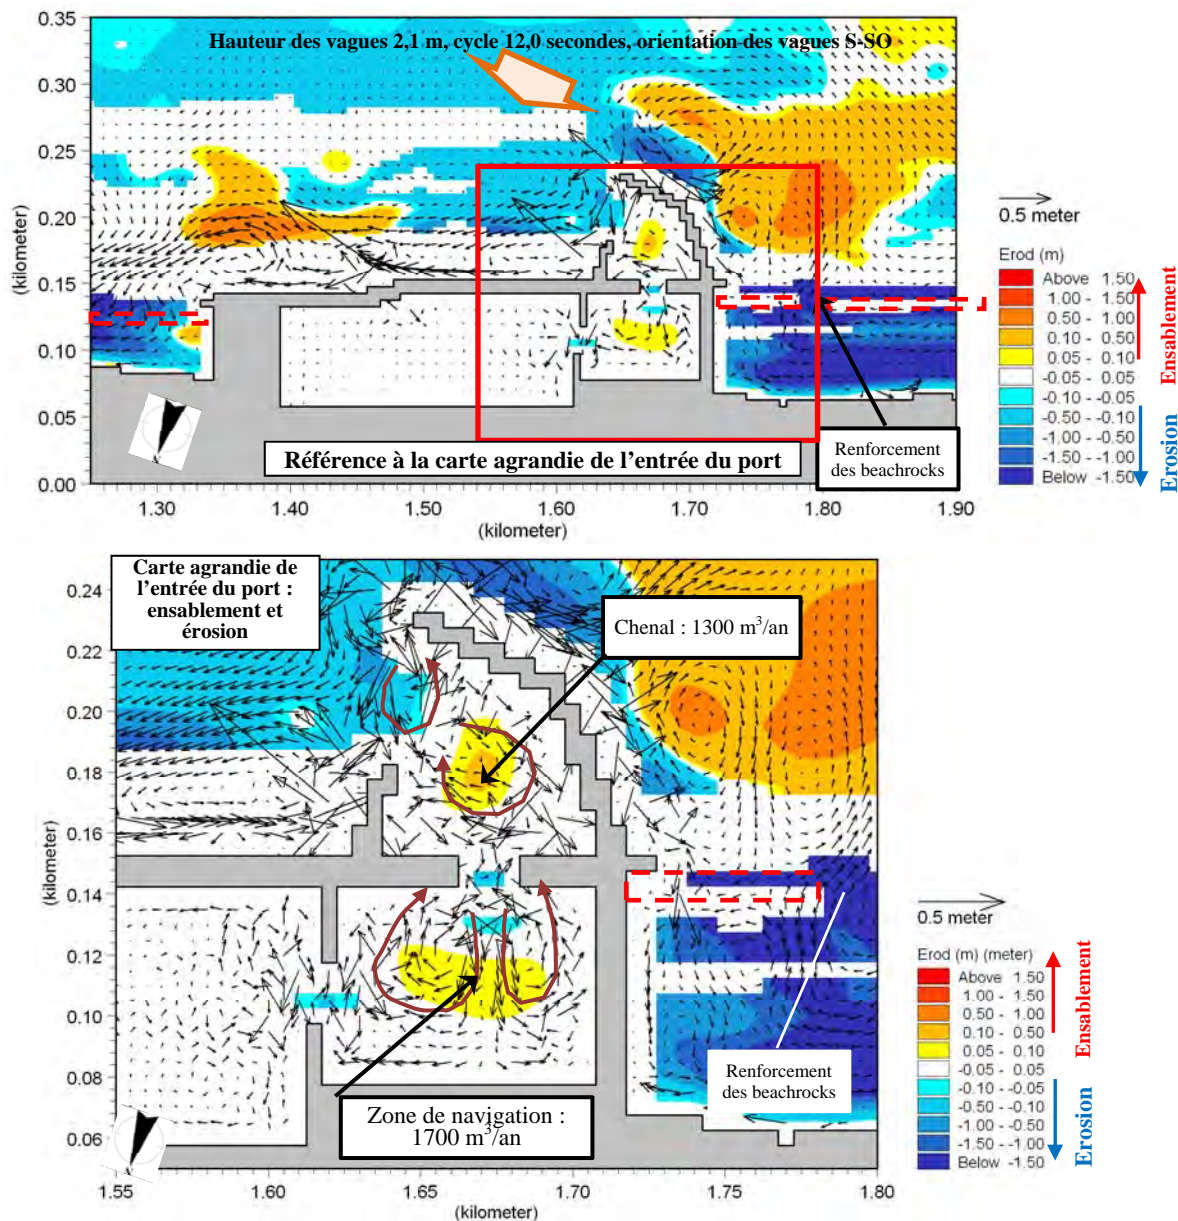 Hauteur des vagues 2,1 m, cycle 12,0 secondes, orientation des vagues S-SO
0.35
0.30
0.25
0.20
0.15
0.10
0.05
0.00
(kilometer)
1.30
1.40
1.50
1.60
1.70
1.80
1.90
(kilometer)
N
Référence à la carte agrandie de l’entrée du port
Renforcement
des beachrocks
0.5 meter
Erod (m)
Above 1.50
1.00 - 1.50
0.50 - 1.00
0.10 - 0.50
0.05 - 0.10
-0.05 - 0.05
-0.10 - -0.05
-0.50 - -0.10
-1.00 - -0.50
-1.50 - -1.00
Below -1.50
Ensablement
Erosion
Carte agrandie de
l’entrée du port :
ensablement et
érosion
Chenal : 1300 m³/an
0.24
0.22
0.20
0.18
0.16
0.14
0.12
0.10
0.08
0.06
(kilometer)
Renforcement
des beachrocks
Zone de navigation :
1700 m³/an
N
1.55
1.60
1.65
1.70
1.75
1.80
(kilometer)
0.5 meter
Erod (m) (meter)
Above 1.50
1.00 - 1.50
0.50 - 1.00
0.10 - 0.50
0.05 - 0.10
-0.05 - 0.05
-0.10 - -0.05
-0.50 - -0.10
-1.00 - -0.50
-1.50 - -1.00
Below -1.50
Ensablement
Erosion